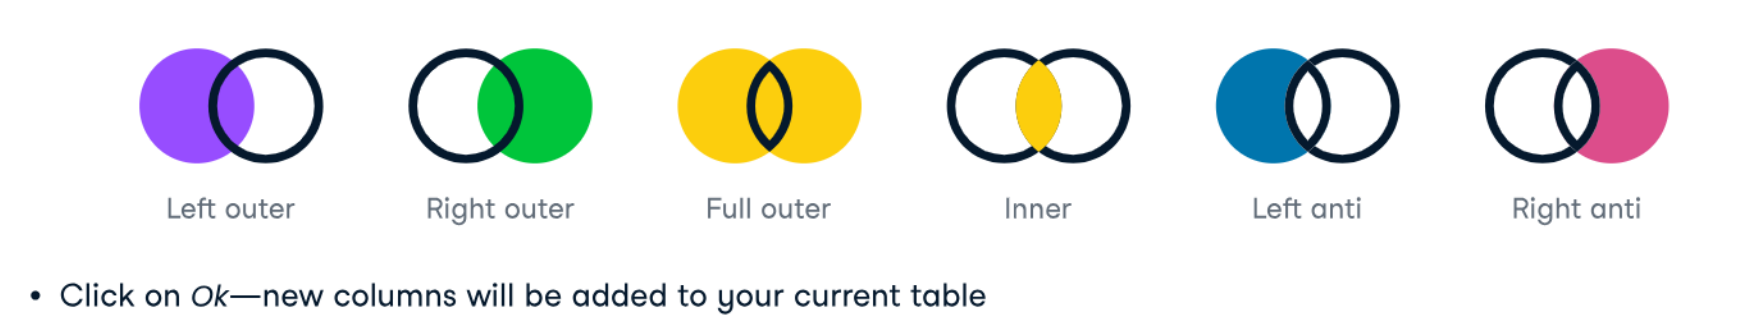 Left outer Right outer Full outer Inner Left anti Right anti
• Click on Ok—new columns will be added to your current table